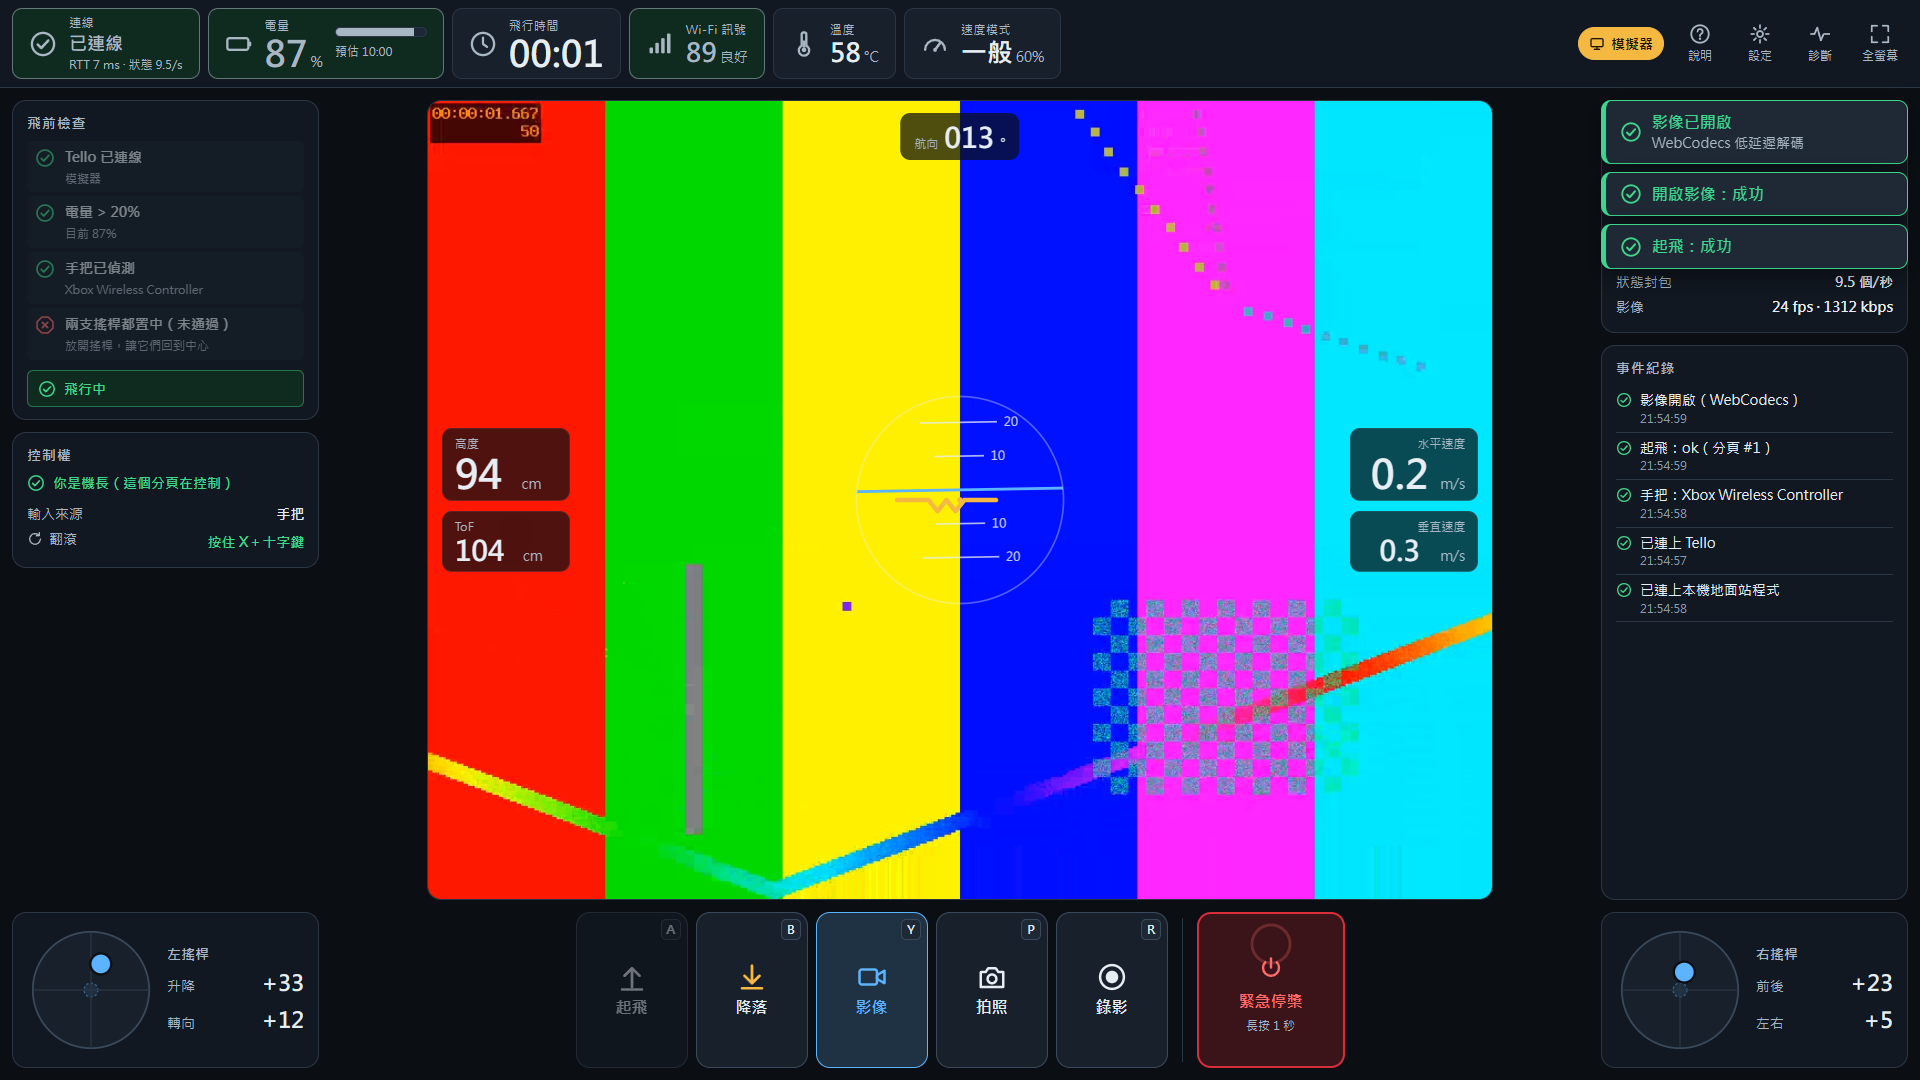 連線
已連線
RTT 7 ms · 狀態 9.5/s
電量
87 %
預估 10:00
飛行時間
00:01
Wi-Fi 訊號
89 良好
溫度
58 °C
速度模式
一般 60%
模擬器
說明
設定
診斷
全螢幕
飛前檢查
Tello 已連線
模擬器
電量 > 20%
目前 87%
手把已偵測
Xbox Wireless Controller
兩支搖桿都置中（未通過）
放開搖桿，讓它們回到中心
飛行中
控制權
你是機長（這個分頁在控制）
輸入來源 手把
翻滾 按住 X + 十字鍵
00:00:01.667
50
航向 013 °
20
10
10
20
高度
94 cm
ToF
104 cm
水平速度
0.2 m/s
垂直速度
0.3 m/s
影像已開啟
WebCodecs 低延遲解碼
開啟影像：成功
起飛：成功
狀態封包 9.5 個/秒
影像 24 fps · 1312 kbps
事件紀錄
影像開啟（WebCodecs）
21:54:59
起飛：ok（分頁 #1）
21:54:59
手把：Xbox Wireless Controller
21:54:58
已連上 Tello
21:54:57
已連上本機地面站程式
21:54:58
左搖桿
升降 +33
轉向 +12
A
起飛
B
降落
Y
影像
P
拍照
R
錄影
緊急停槳
長按 1 秒
右搖桿
前後 +23
左右 +5